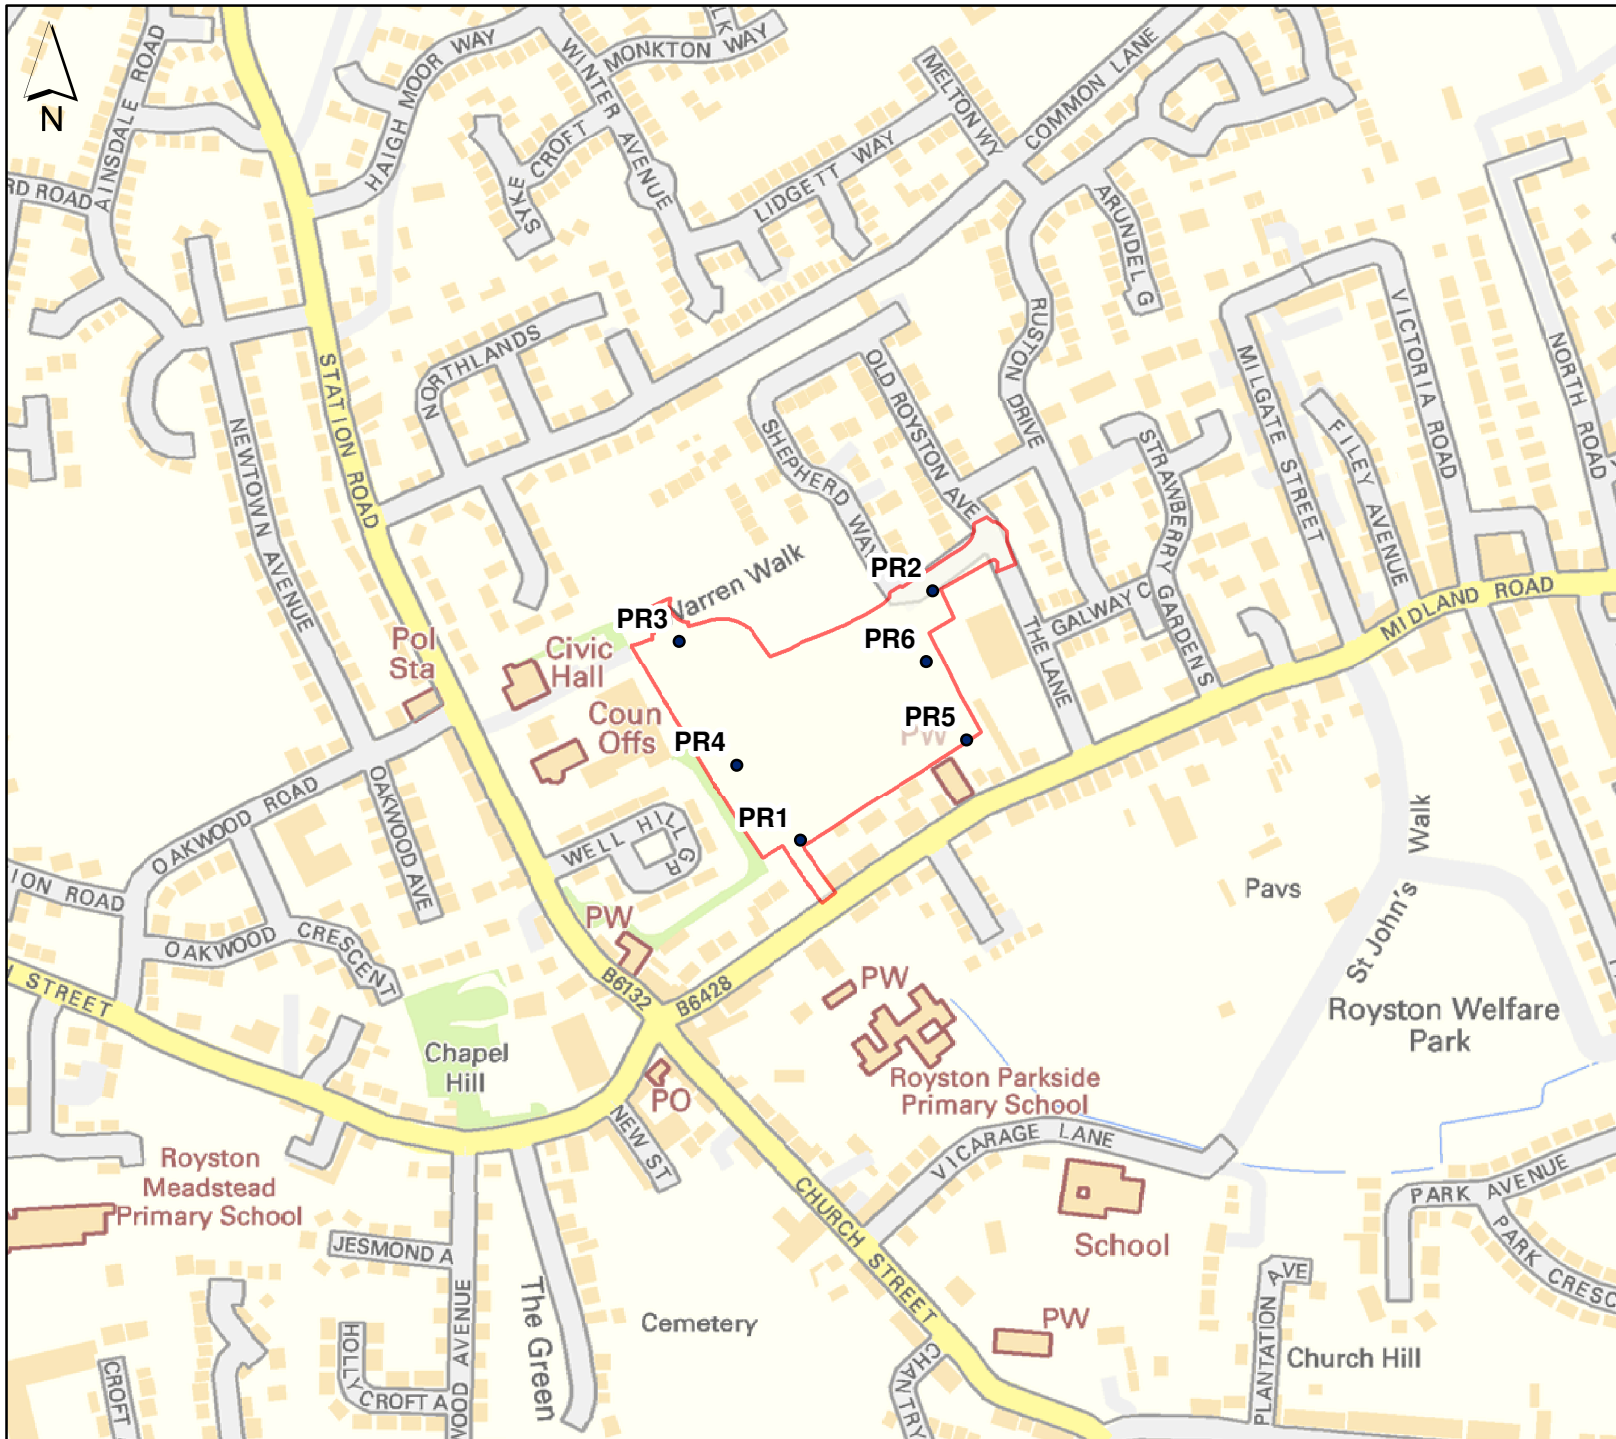 N
AINSDALE ROAD
RD ROAD
HAIGH MOOR WAY
WINTER AVENUE
MONKTON WAY
LK
SYKE CROFT
LIDGETT WAY
MELTON WY
COMMON LANE
ARUNDEL G
RUSTON DRIVE
STATION ROAD
NORTHLANDS
NEWTOWN AVENUE
OLD ROYSTON AVE
SHEPHERD WAY
STRAWBERRY GARDENS
MILGATE STREET
FILEY AVENUE
VICTORIA ROAD
NORTH ROAD
MIDLAND ROAD
GALWAY C
THE LANE
Warren Walk
PR2
PR3
PR6
PR5
PW
PR4
PR1
Pol
Sta
Civic
Hall
Coun
Offs
WELL HILL GR
OAKWOOD ROAD
OAKWOOD AVE
ION ROAD
OAKWOOD CRESCENT
STREET
PW
B6132
B6428
Chapel
Hill
PO
NEW ST
PW
Royston Parkside
Primary School
Pavs
St John's Walk
Royston Welfare
Park
VICARAGE LANE
School
PARK AVENUE
PARK CRESC
Royston
Meadstead
Primary School
JESMOND A
WOOD AVENUE
HOLLY CROFT A
CROFT
The Green
Cemetery
CHURCH STREET
CHANTRY
PW
PLANTATION AVE
Church Hill